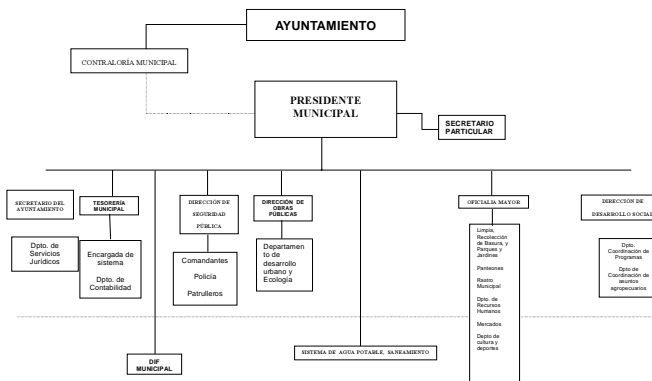 AYUNTAMIENTO
CONTRALORÍA MUNICIPAL
PRESIDENTE
MUNICIPAL
SECRETARIO
PARTICULAR
SECRETARIO DEL
AYUNTAMIENTO
TESORERÍA
MUNICIPAL
DIRECCIÓN DE
SEGURIDAD
PÚBLICA
DIRECCIÓN DE
OBRAS
PÚBLICAS
OFICIALIA MAYOR
DIRECCIÓN DE
DESARROLLO SOCIAL
Dpto. de
Servicios
Jurídicos
Encargada de
sistema
Dpto. de
Contabilidad
Comandantes
Policía
Patrulleros
Departamen
to de
desarrollo
urbano y
Ecología
Limpia,
Recolección
de Basura, y
Parques y
Jardines
Panteones
Rastro
Municipal
Dpto. de
Recursos
Humanos
Mercados
Depto de
cultura y
deportes
Dpto.
Coordinación de
Programas
Dpto de
Coordinación de
asuntos
agropecuarios
DIF
MUNICIPAL
SISTEMA DE AGUA POTABLE, SANEAMIENTO